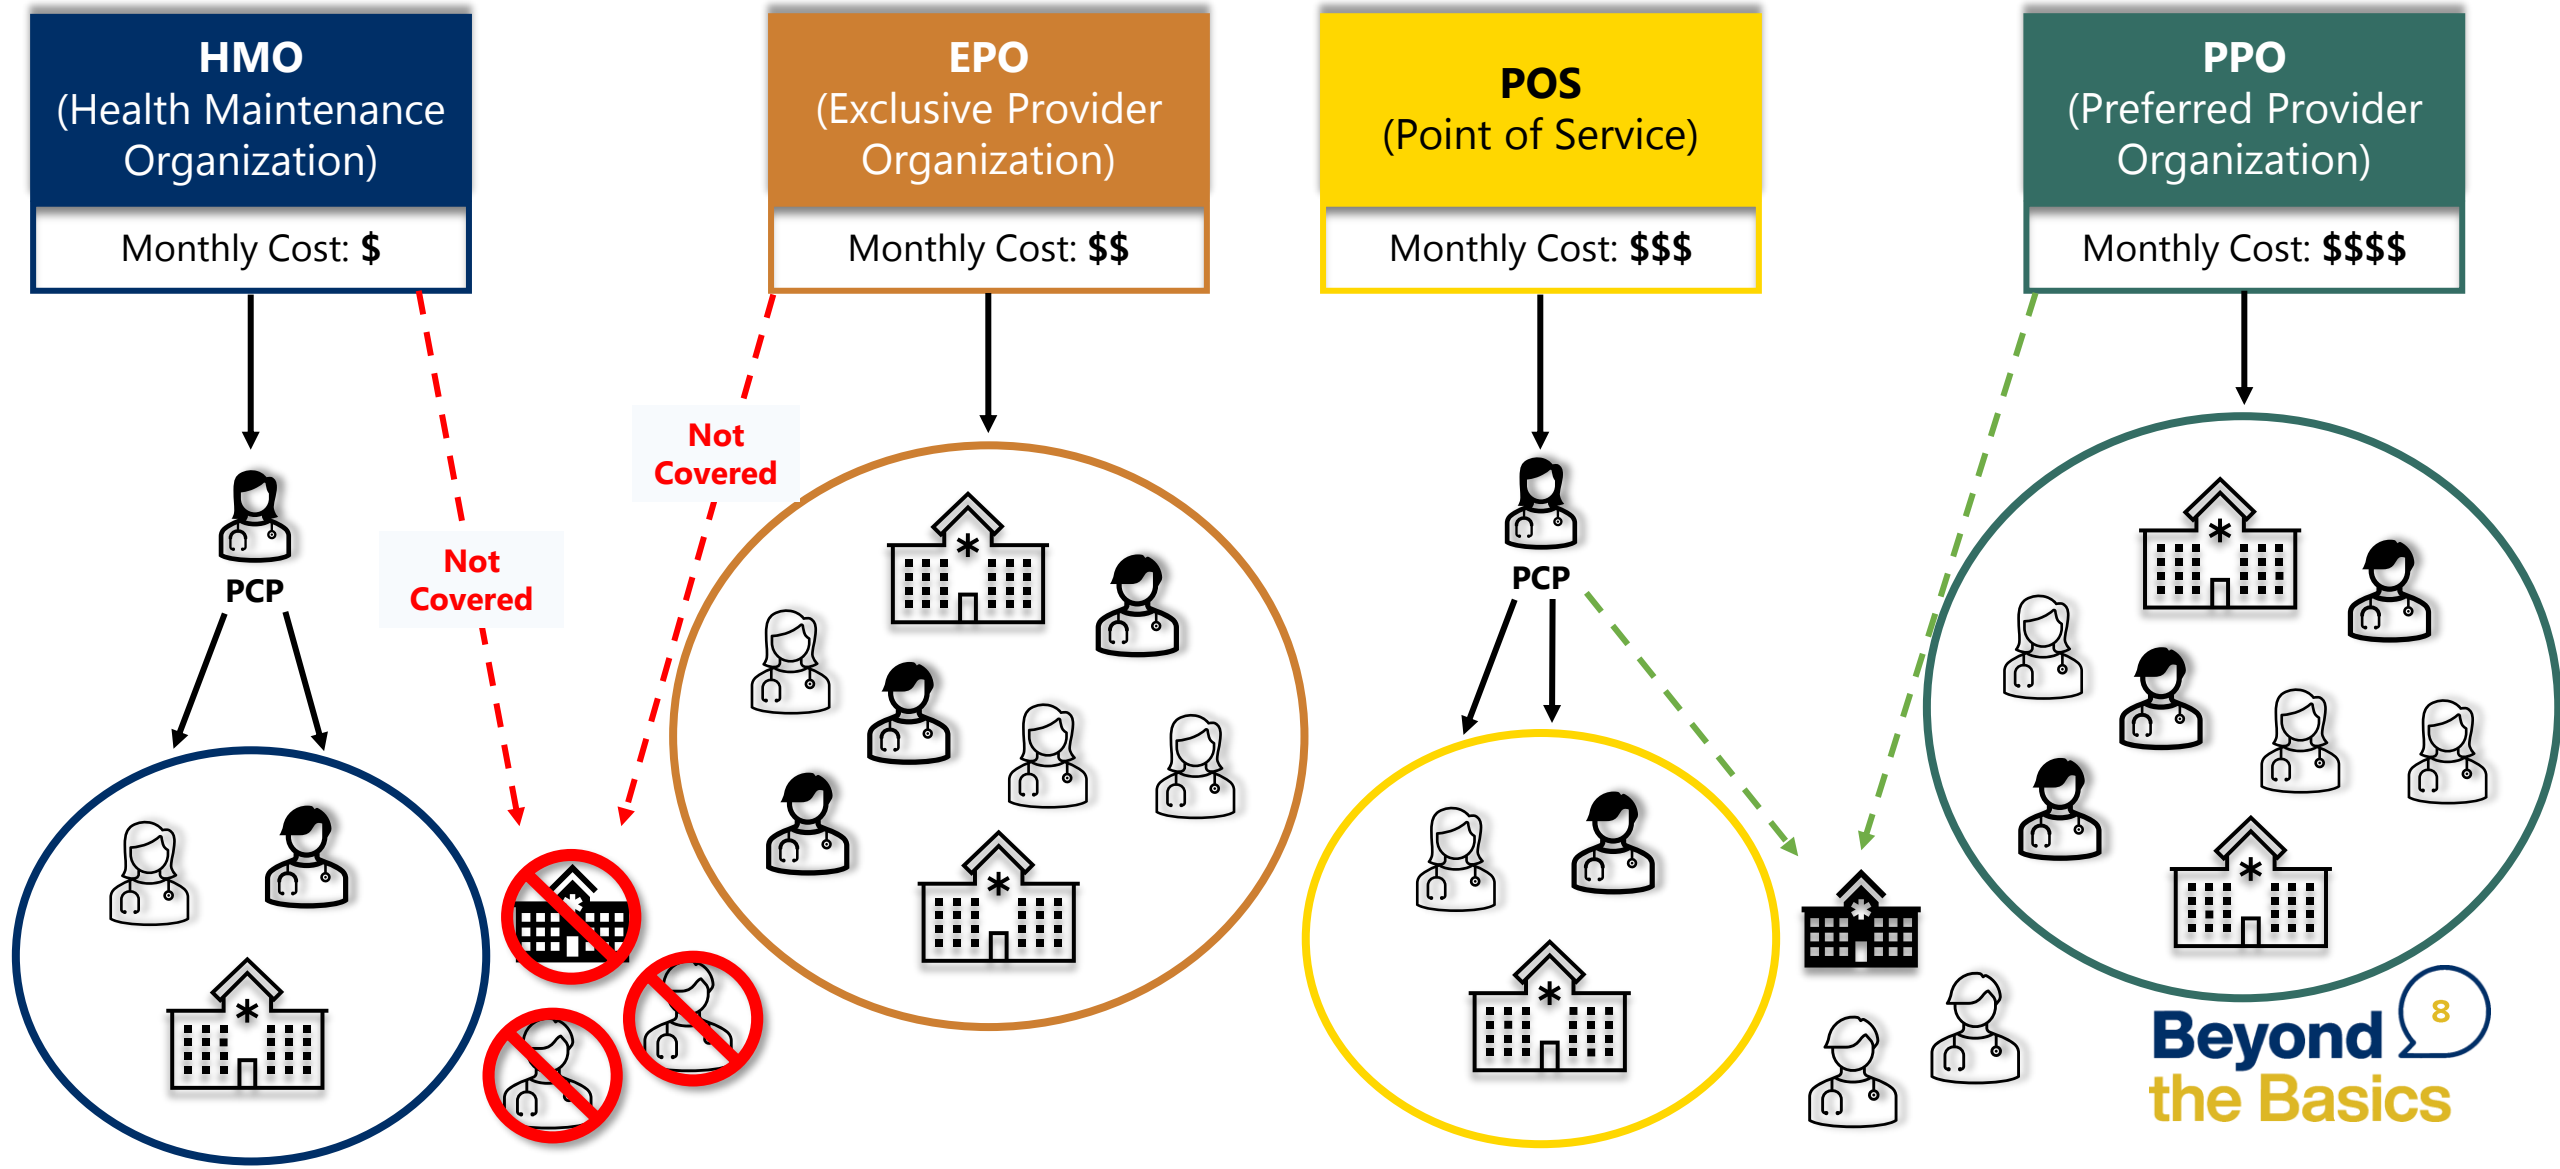 HMO
(Health Maintenance
Organization)
Monthly Cost: $
EPO
(Exclusive Provider
Organization)
Monthly Cost: $$
POS
(Point of Service)
Monthly Cost: $$$
PPO
(Preferred Provider
Organization)
Monthly Cost: $$$$
Not
Covered
Not
Covered
PCP
PCP
8
Beyond
the Basics